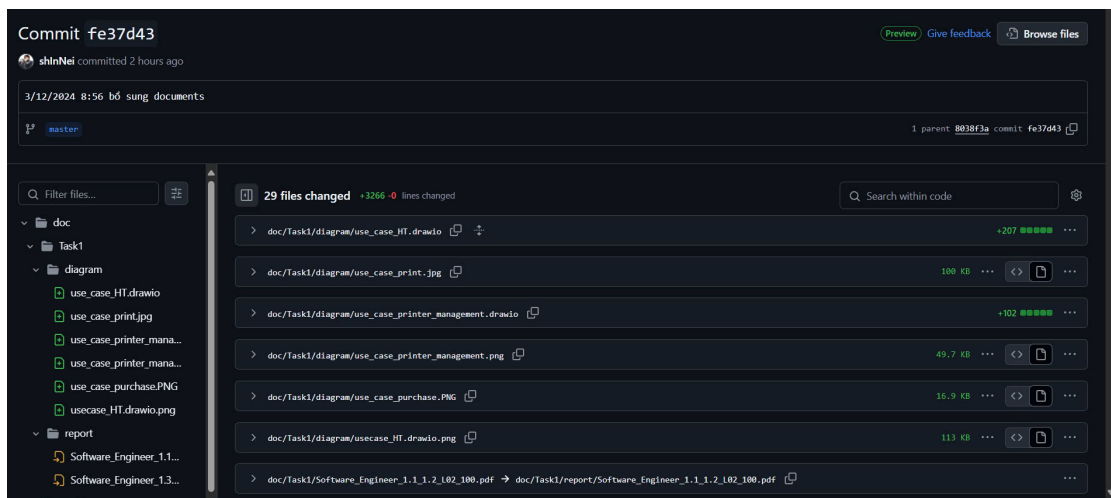 Commit fe37d43
Preview Give feedback Browse files
shInNei committed 2 hours ago
3/12/2024 8:56 bổ sung documents
master
1 parent 8038f3a commit fe37d43
Filter files...
doc
Task1
diagram
use_case_HT.drawio
use_case_print.jpg
use_case_printer_mana...
use_case_printer_mana...
use_case_purchase.PNG
usecase_HT.drawio.png
report
Software_Engineer_1.1...
Software_Engineer_1.3...
29 files changed +3266 -0 lines changed
Search within code
doc/Task1/diagram/use_case_HT.drawio +207
doc/Task1/diagram/use_case_print.jpg 100 KB
doc/Task1/diagram/use_case_printer_management.drawio +102
doc/Task1/diagram/use_case_printer_management.png 49.7 KB
doc/Task1/diagram/use_case_purchase.PNG 16.9 KB
doc/Task1/diagram/usecase_HT.drawio.png 113 KB
doc/Task1/Software_Engineer_1.1_1.2_L02_100.pdf → doc/Task1/report/Software_Engineer_1.1_1.2_L02_100.pdf